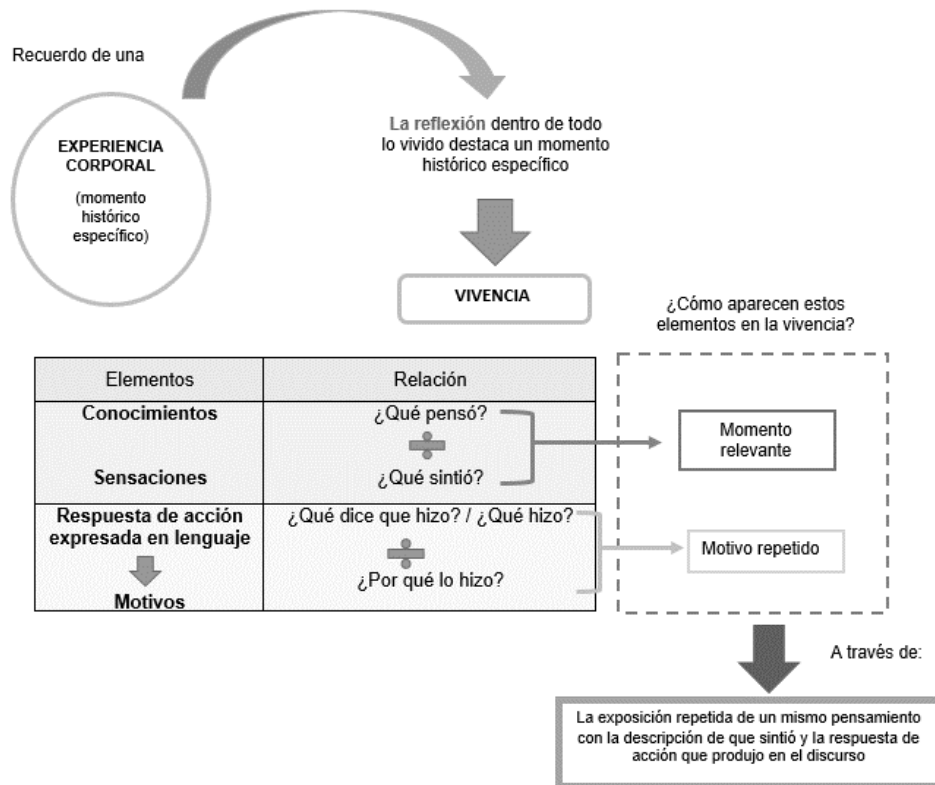 Recuerdo de una
EXPERIENCIA
CORPORAL
(momento
histórico
específico)
La reflexión dentro de todo
lo vivido destaca un momento
histórico específico
VIVENCIA
¿Cómo aparecen estos
elementos en la vivencia?
Elementos
Relación
Conocimientos
¿Qué pensó?
Sensaciones
¿Qué sintió?
Momento
relevante
Respuesta de acción
expresada en lenguaje
¿Qué dice que hizo? / ¿Qué hizo?
Motivos
¿Por qué lo hizo?
Motivo repetido
A través de:
La exposición repetida de un mismo pensamiento
con la descripción de que sintió y la respuesta de
acción que produjo en el discurso